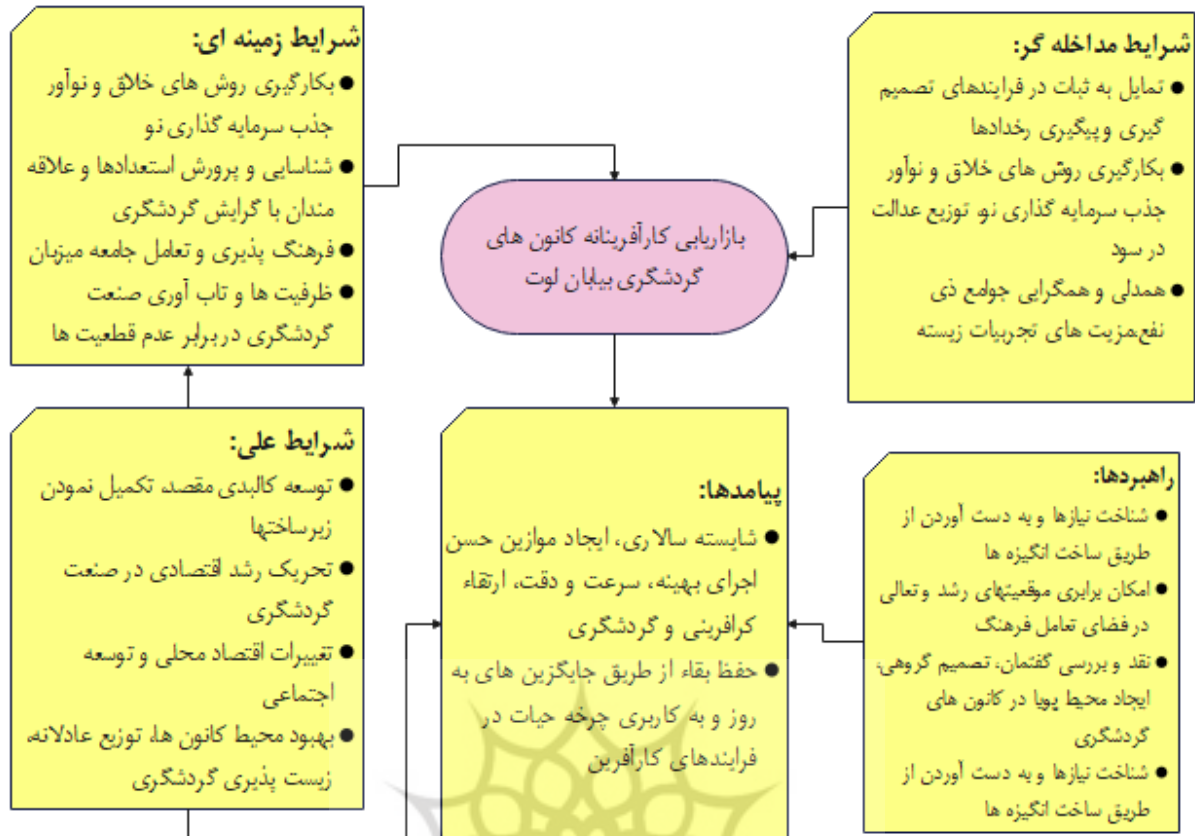 شرایط مداخله گر:
● تمایل به ثبات در فرایندهای تصمیم
گیری و پیگیری رخدادها
● بکارگیری روش های خلاق و نوآور
جذب سرمایه گذاری نو، توزیع عدالت
در سود
● همدلی و همگرایی جوامع ذی
نفع،مزیت های تجربیات زیسته
بازاریابی کارآفرینانه کانون های
گردشگری بیابان لوت
شرایط زمینه ای:
● بکارگیری روش های خلاق و نوآور
جذب سرمایه گذاری نو
● شناسایی و پرورش استعدادها و علاقه
مندان با گرایش گردشگری
● فرهنگ پذیری و تعامل جامعه میزبان
● ظرفیت ها و تاب آوری صنعت
گردشگری در برابر عدم قطعیت ها
راهبردها:
● شناخت نیازها و به دست آوردن از
طریق ساخت انگیزه ها
● امکان برابری موقعیتهای رشد و تعالی
در فضای تعامل فرهنگ
● نقد و بررسی گفتمان، تصمیم گروهی،
ایجاد محیط پویا در کانون های
گردشگری
● شناخت نیازها و به دست آوردن از
طریق ساخت انگیزه ها
پیامدها:
● شایسته سالاری، ایجاد موازین حسن
اجرای بهینه، سرعت و دقت، ارتقاء
کرافرینی و گردشگری
● حفظ بقاء از طریق جایگزین های به
روز و به کاربری چرخه حیات در
فرایندهای کارآفرین
شرایط علی:
● توسعه کالبدی مقصد، تکمیل نمودن
زیرساختها
● تحریک رشد اقتصادی در صنعت
گردشگری
● تغییرات اقتصاد محلی و توسعه
اجتماعی
● بهبود محیط کانون ها، توزیع عادلانه،
زیست پذیری گردشگری